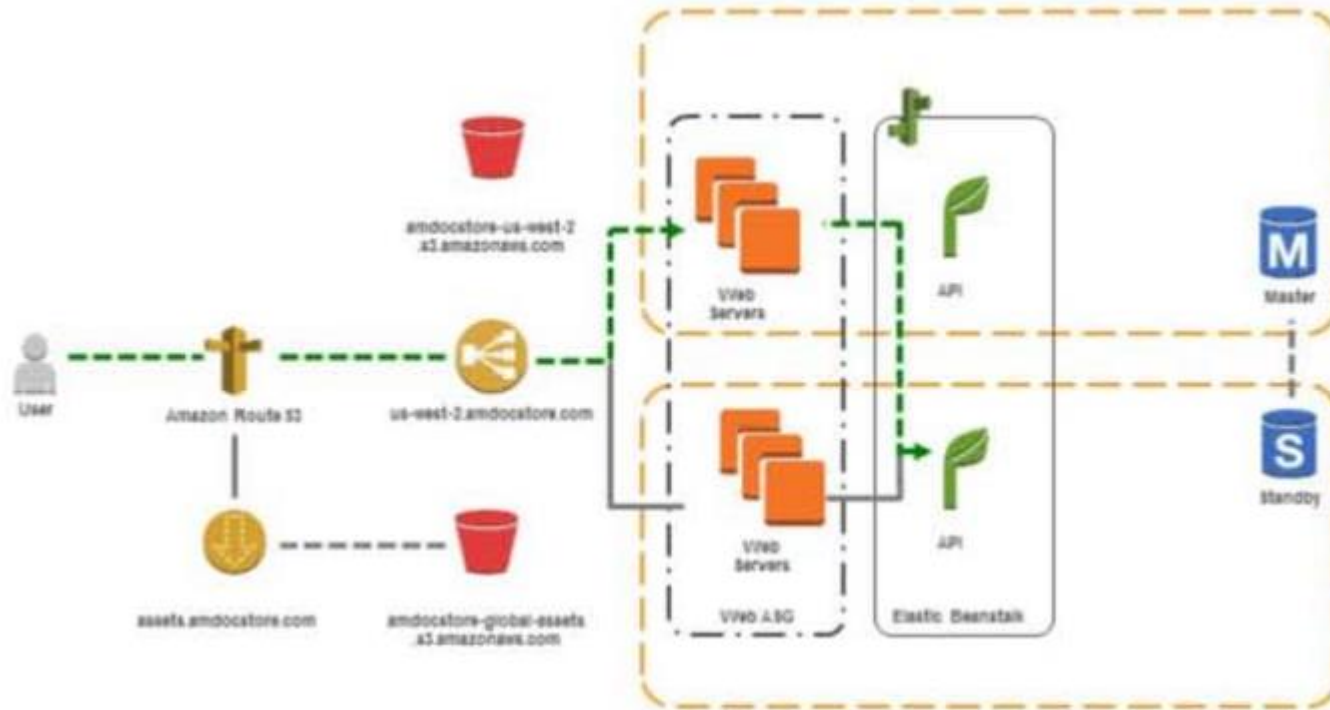 amdocstore-us-west-2
.s3.amazonaws.com
Web
Servers
API
M
Master
User
Amazon Route 53
us-west-2.amdocstore.com
S
Standby
assets.amdocstore.com
amdocstore-global-assets
.s3.amazonaws.com
Web
Servers
API
Web ASG
Elastic Beanstalk